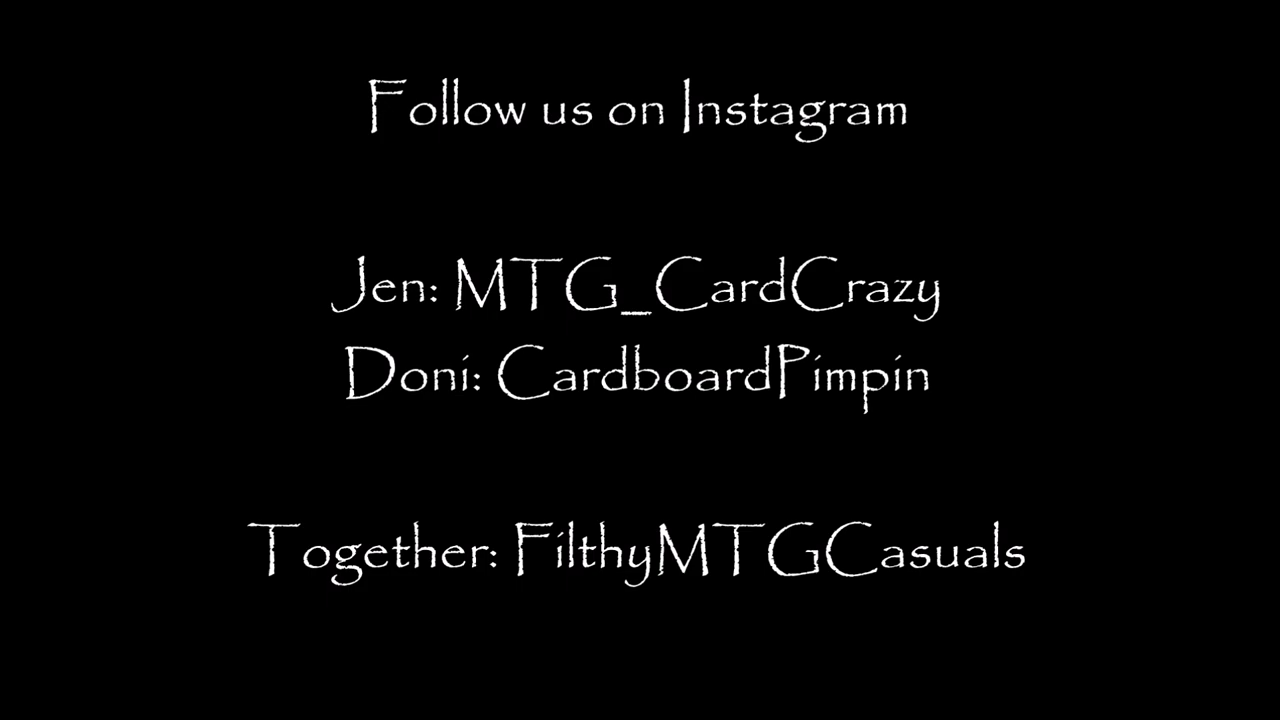 Follow us on Instagram
Jen: MTG_CardCrazy
Doni: CardboardPimpin
Together: FilthyMTGCasuals